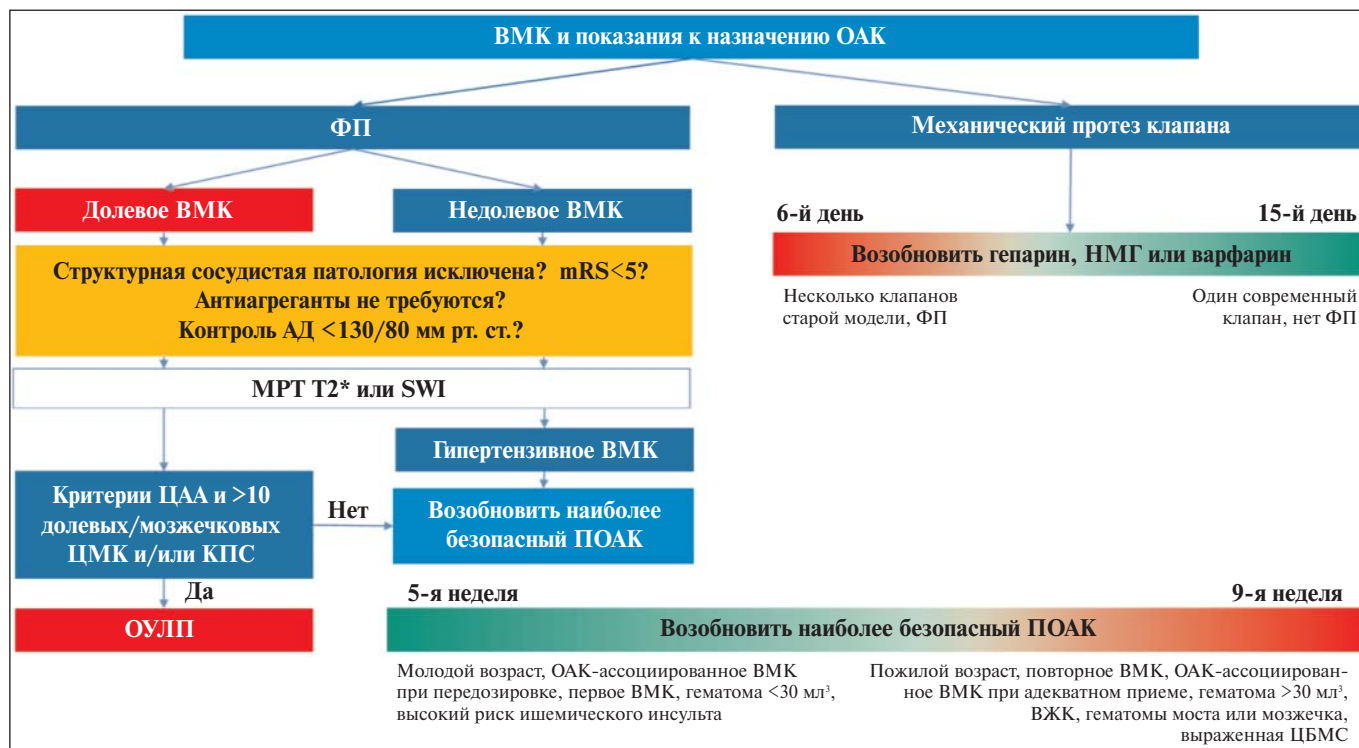 ВМК и показания к назначению ОАК
ФП
Механический протез клапана
Долевое ВМК
Недолевое ВМК
6-й день
15-й день
Возобновить гепарин, НМГ или варфарин
Несколько клапанов
старой модели, ФП
Один современный
клапан, нет ФП
Структурная сосудистая патология исключена? mRS<5?
Антиагреганты не требуются?
Контроль АД <130/80 мм рт. ст.?
МРТ T2* или SWI
Гипертензивное ВМК
Критерии ЦАА и >10
долевых/мозжечковых
ЦМК и/или КПС
Нет
Возобновить наиболее
безопасный ПОАК
Да
ОУЛП
5-я неделя
9-я неделя
Возобновить наиболее безопасный ПОАК
Молодой возраст, ОАК-ассоциированное ВМК
при передозировке, первое ВМК, гематома <30 мл³,
высокий риск ишемического инсульта
Пожилой возраст, повторное ВМК, ОАК-ассоциирован-
ное ВМК при адекватном приеме, гематома >30 мл³,
ВЖК, гематомы моста или мозжечка,
выраженная ЦБМС